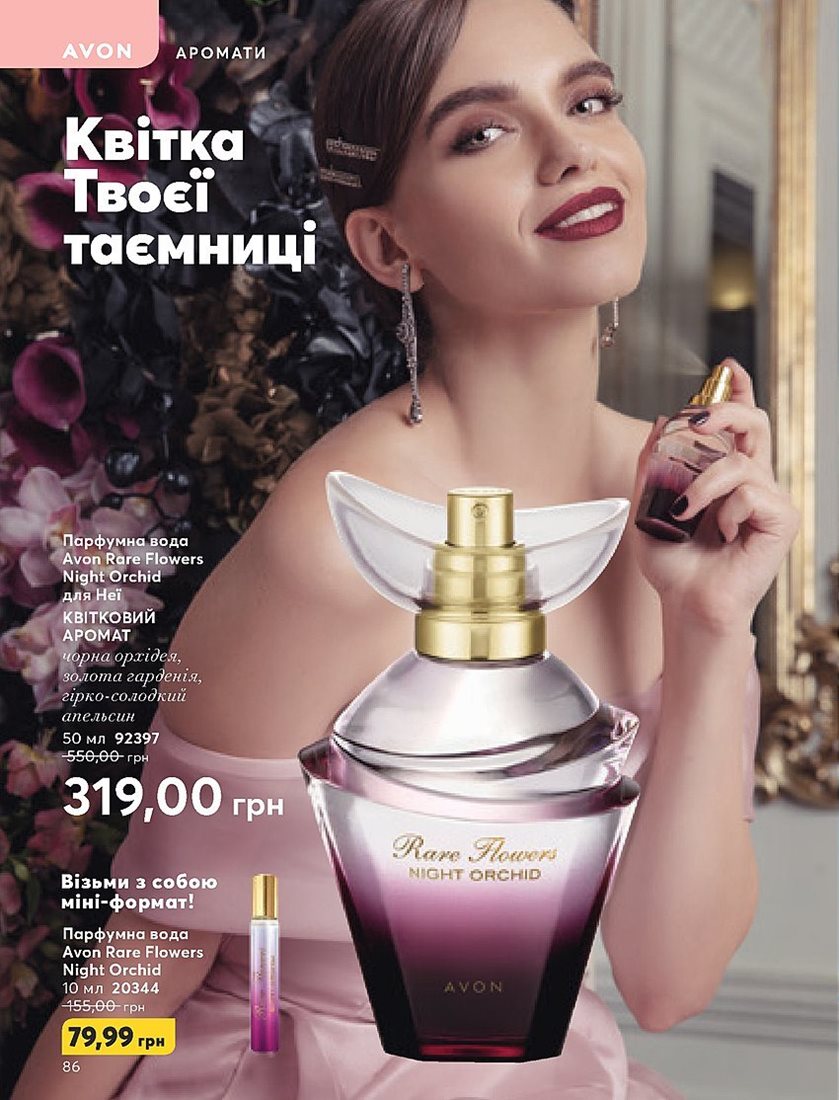 AVON
АРОМАТИ
Квітка
Твоєї
таємниці
Парфумна вода
Avon Rare Flowers
Night Orchid
для Неї
КВІТКОВИЙ
АРОМАТ
чорна орхідея,
золота гарденія,
гірко-солодкий
апельсин
50 мл 92397
550,00 грн
319,00 грн
Rare Flowers
NIGHT ORCHID
AVON
Візьми з собою
міні-формат!
Парфумна вода
Avon Rare Flowers
Night Orchid
10 мл 20344
155,00 грн
79,99 грн
86